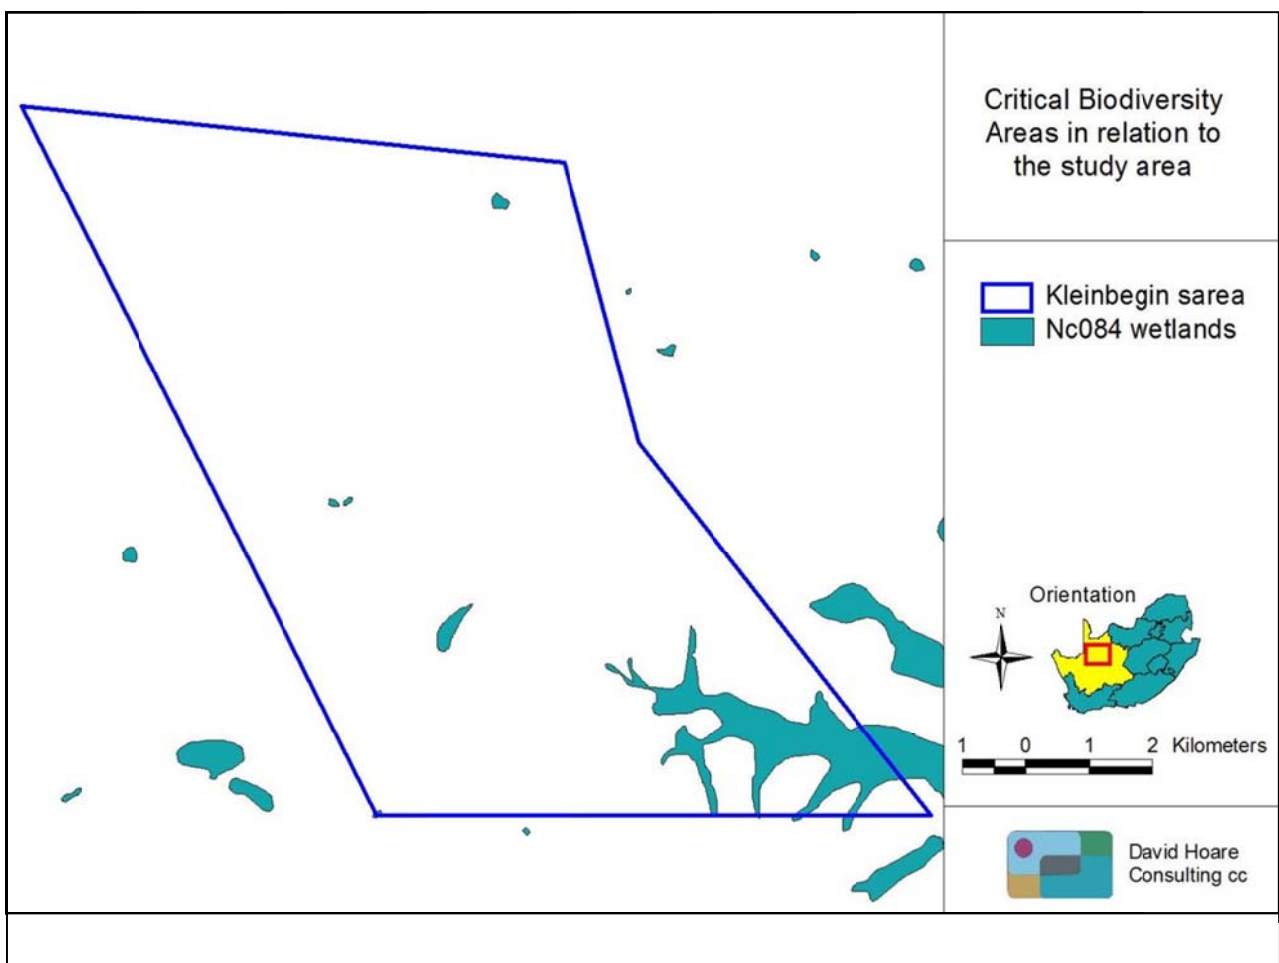 Critical Biodiversity
Areas in relation to
the study area
Kleinbegin sarea
Nc084 wetlands
Orientation
N
1 0 1 2 Kilometers
David Hoare
Consulting cc